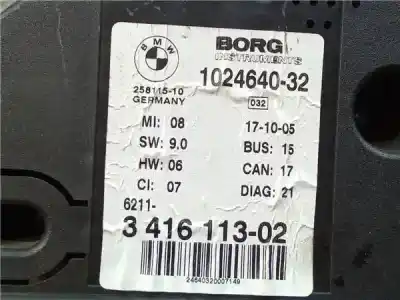 BMW
BORG
INSTRUMENTS
1024640-32
258115-10
GERMANY
032
MI: 08
17-10-05
SW: 9.0
BUS: 15
HW: 06
CAN: 17
CI: 07
DIAG: 21
6211-
3 416 113-02
24640320007149